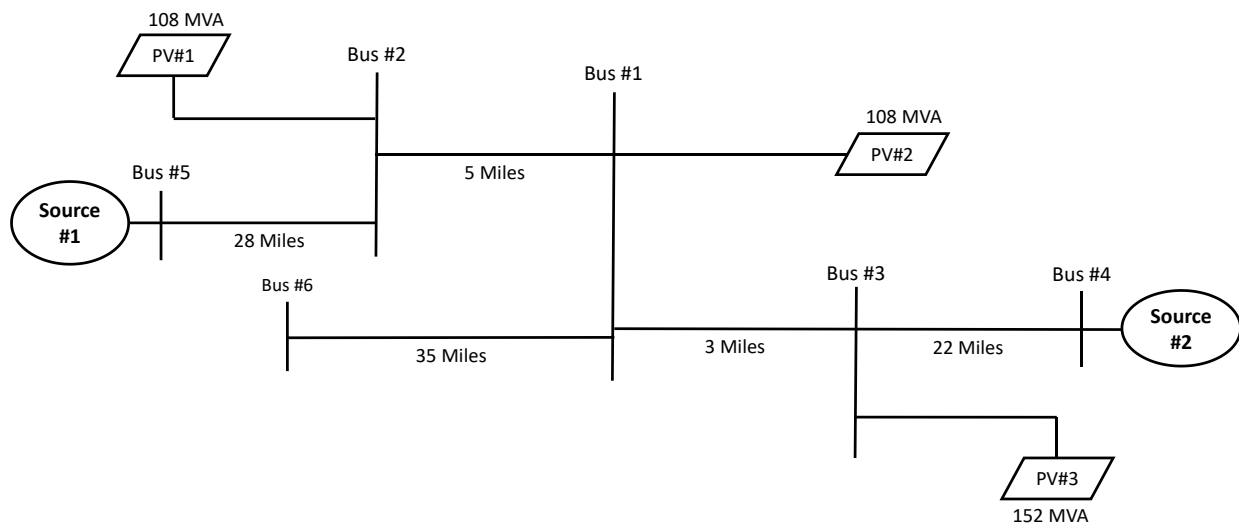 108 MVA
PV#1
Bus #2
Bus #1
108 MVA
PV#2
5 Miles
Bus #5
Source
#1
28 Miles
Bus #3
Bus #4
Bus #6
Source
#2
35 Miles
3 Miles
22 Miles
PV#3
152 MVA